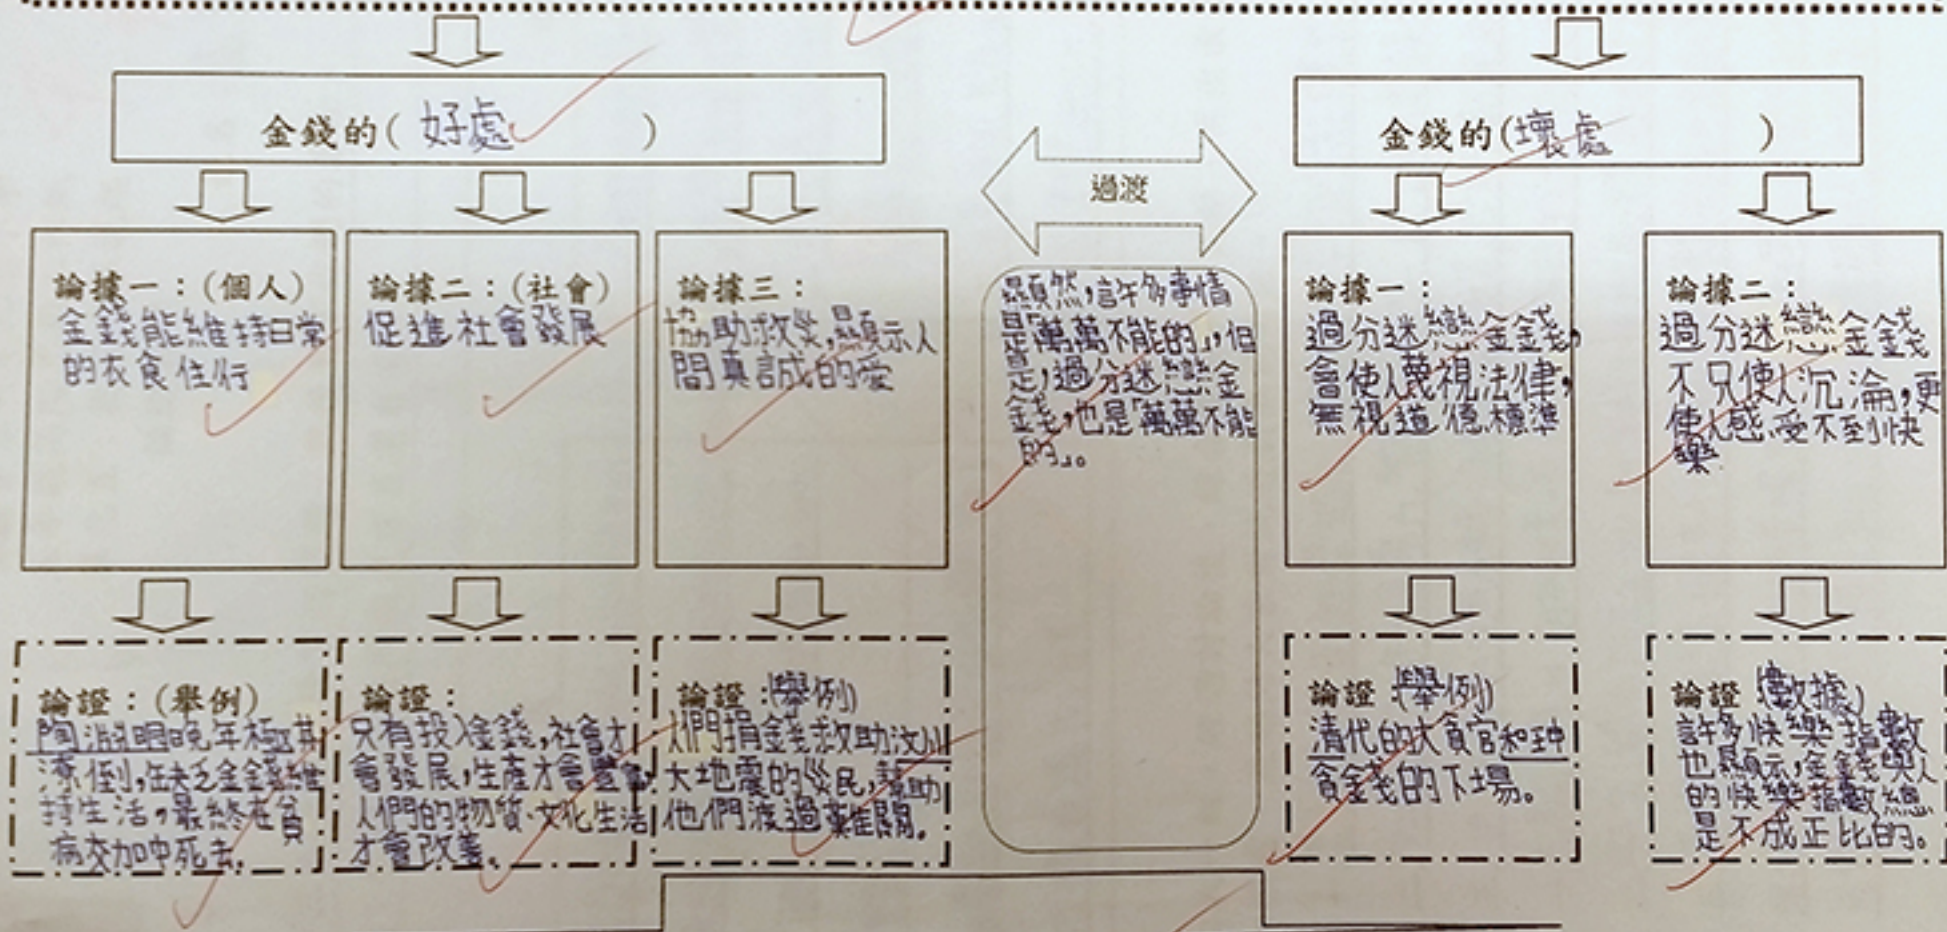 金錢的(好處)
論據一：(個人)
金錢能維持日常
的衣食住行
論據二：(社會)
促進社會發展
論據三：
協助救災，顯示人
間真誠的愛
論證：(舉例)
陶淵明晚年極其
潦倒，缺乏金錢維
持生活，最終在貧
病交加中死去。
論證：
只有投入金錢，社會才
會發展，生產才會豐富，
人們的物質、文化生活
才會改善。
論證：(舉例)
人們捐金錢救助汶川
大地震的災民，幫助
他們渡過難關。
過渡
顯然，許多事情
是「萬萬不能的」，但
是，過分迷戀金
錢，也是「萬萬不能
的」。
金錢的(壞處)
論據一：
過分迷戀金錢，
會使人蔑視法律，
無視道德標準
論據二：
過分迷戀金錢
不只使人沉淪，更
使人感受不到快
樂
論證：(舉例)
清代的大貪官和珅
貪金錢的下場。
論證：(數據)
許多快樂指數
也顯示，金錢與人
的快樂指數總
是不成正比的。